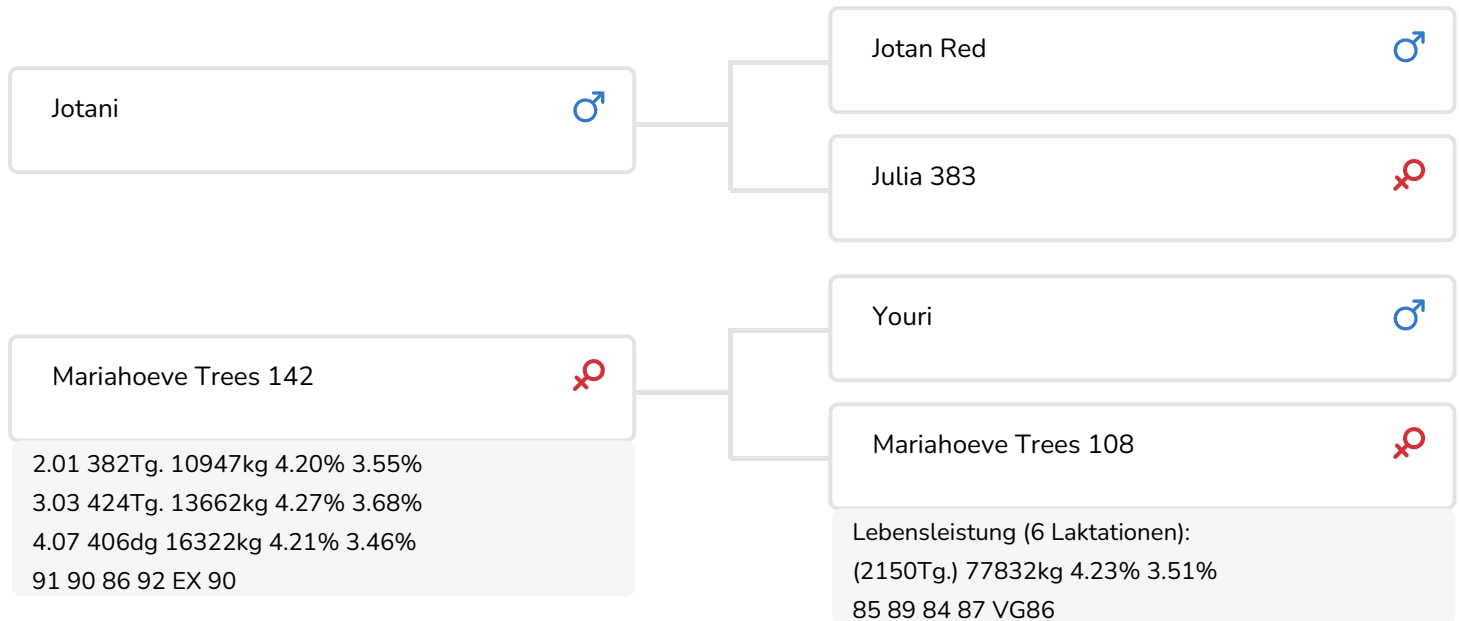 Jotani
Jotan Red
Julia 383
Mariahoeve Trees 142
2.01 382Tg. 10947kg 4.20% 3.55%
3.03 424Tg. 13662kg 4.27% 3.68%
4.07 406dg 16322kg 4.21% 3.46%
91 90 86 92 EX 90
Youri
Mariahoeve Trees 108
Lebensleistung (6 Laktationen):
(2150Tg.) 77832kg 4.23% 3.51%
85 89 84 87 VG86